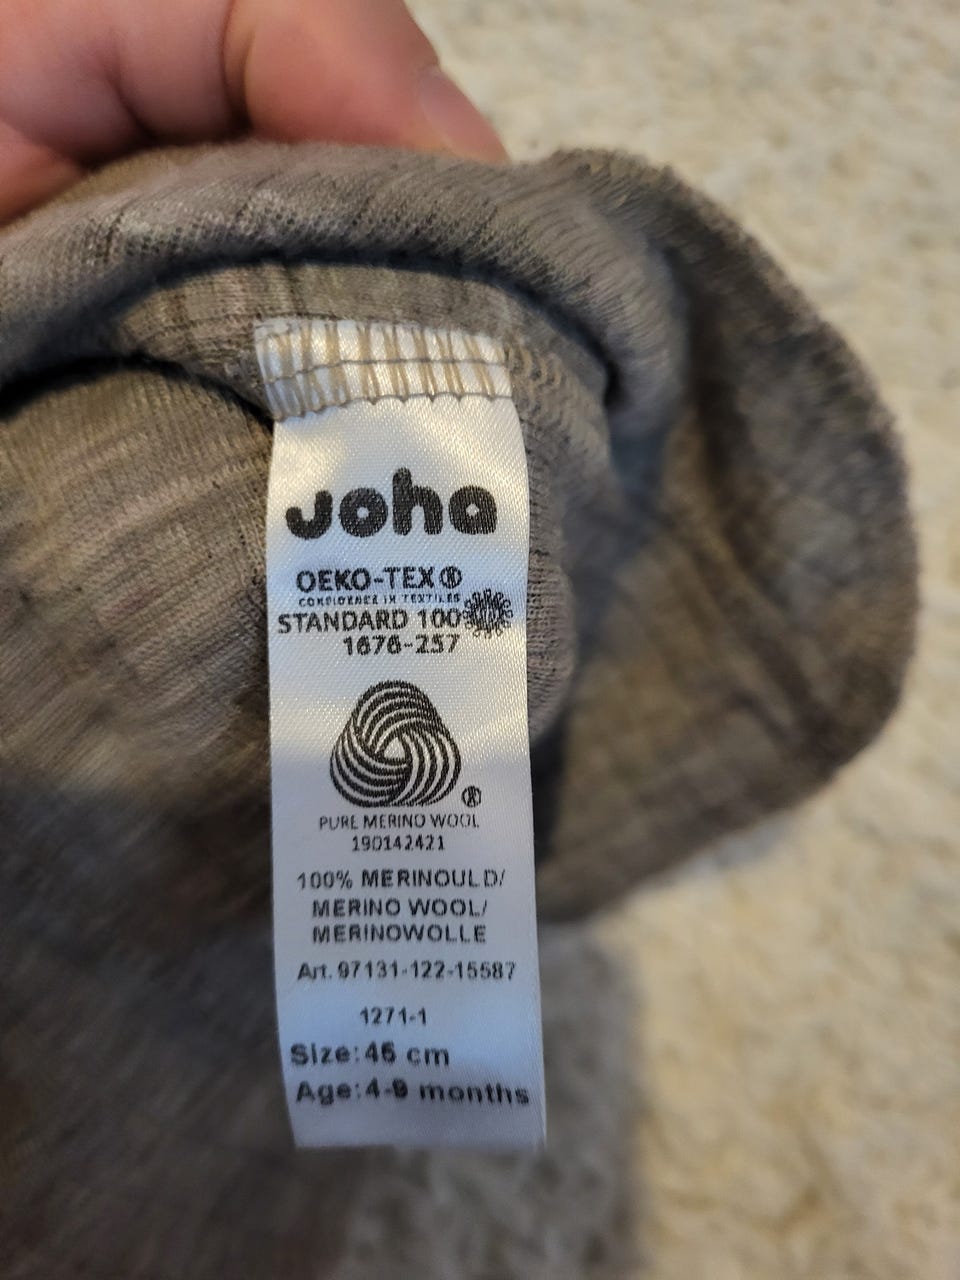 Joha
OEKO-TEX®
CONFIDENCE IN TEXTILES
STANDARD 100
1676-257
®
PURE MERINO WOOL
190142421
100% MERINOULD/
MERINO WOOL/
MERINOWOLLE
Art. 97131-122-15587
1271-1
Size: 45 cm
Age: 4-9 months